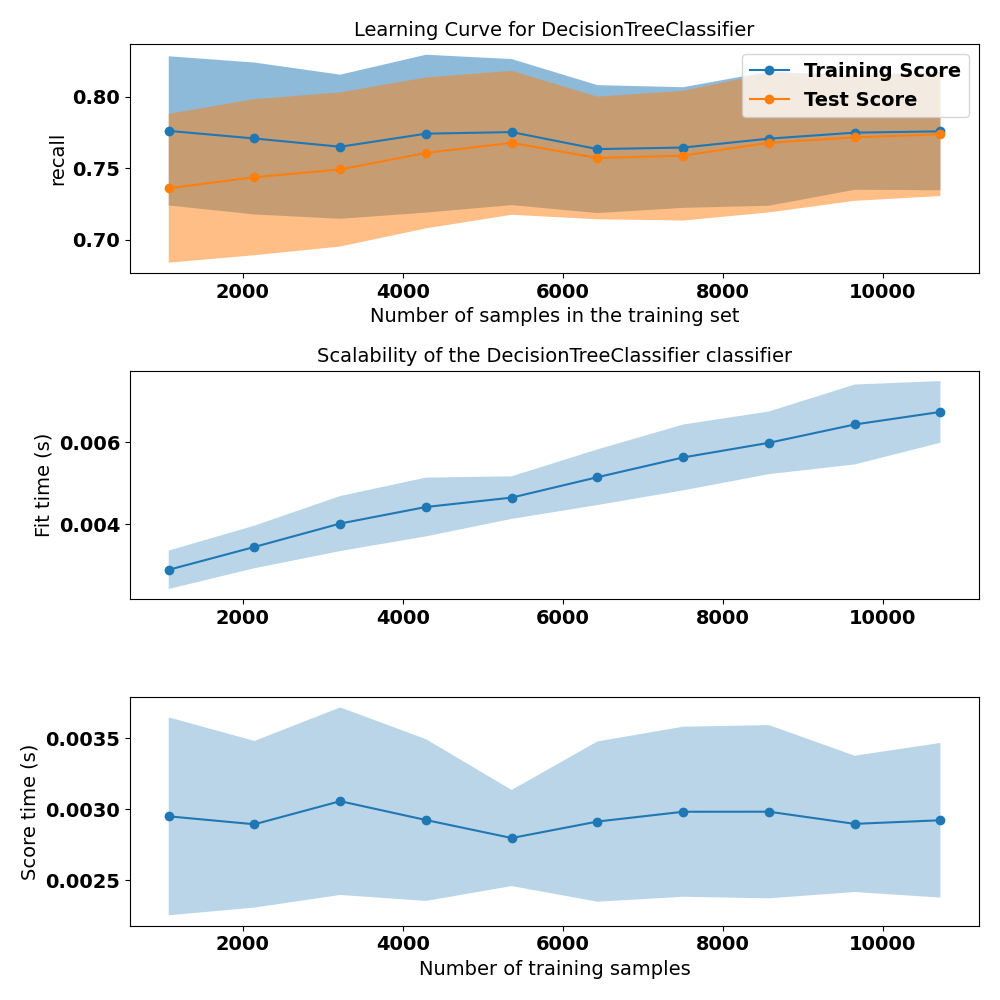 Learning Curve for DecisionTreeClassifier
Training Score
Test Score
recall
0.80
0.75
0.70
2000 4000 6000 8000 10000
Number of samples in the training set
Scalability of the DecisionTreeClassifier classifier
Fit time (s)
0.006
0.004
2000 4000 6000 8000 10000
Score time (s)
0.0035
0.0030
0.0025
2000 4000 6000 8000 10000
Number of training samples